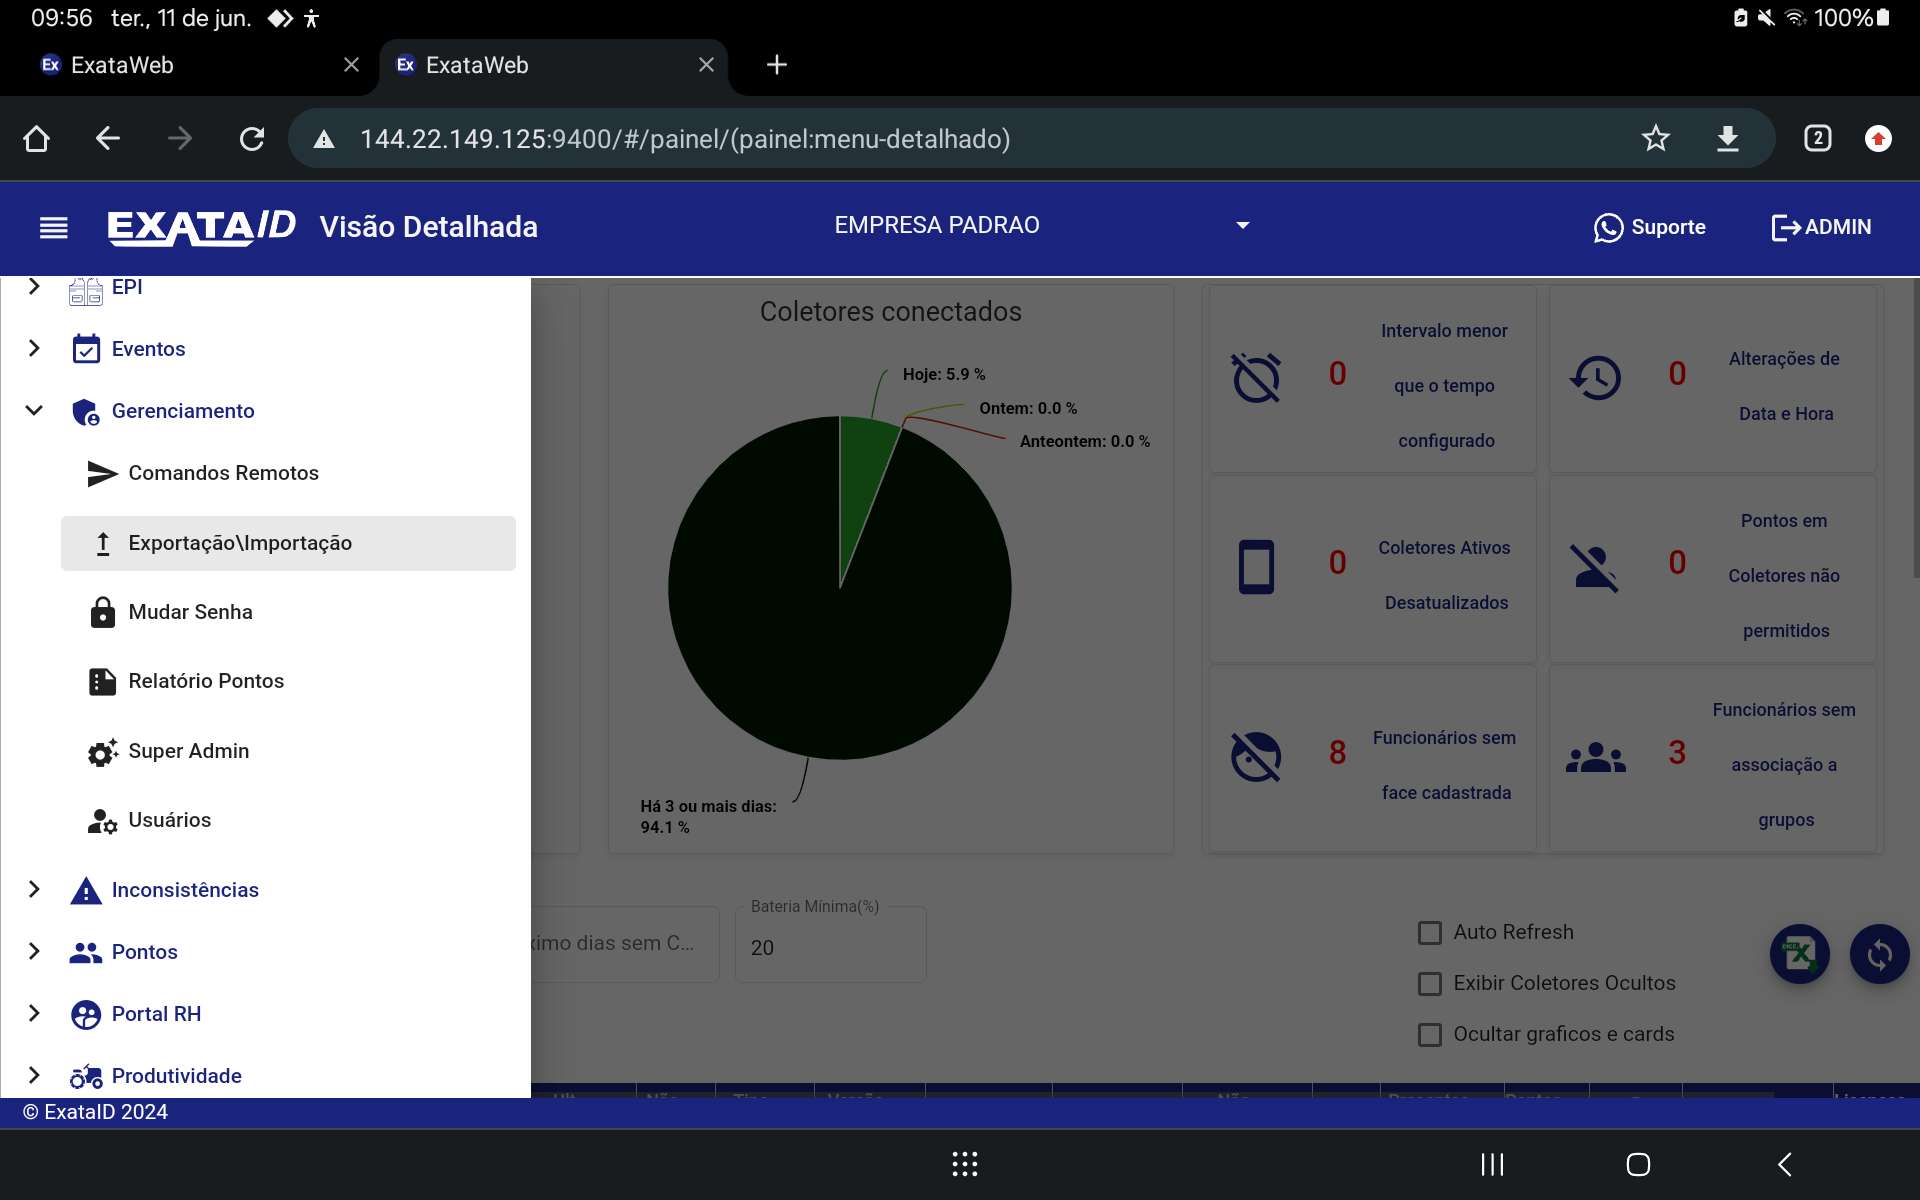 09:56 ter., 11 de jun. 100%
Ex ExataWeb
Ex ExataWeb
144.22.149.125:9400/#/painel/(painel:menu-detalhado)
2
EXATAID Visão Detalhada
EMPRESA PADRAO
Suporte
ADMIN
EPI
Eventos
Gerenciamento
Comandos Remotos
Exportação\Importação
Mudar Senha
Relatório Pontos
Super Admin
Usuários
Inconsistências
Pontos
Portal RH
Produtividade
Coletores conectados
Hoje: 5.9 %
Ontem: 0.0 %
Anteontem: 0.0 %
Há 3 ou mais dias:
94.1 %
0
Intervalo menor
que o tempo
configurado
0
Alterações de
Data e Hora
0
Coletores Ativos
Desatualizados
0
Pontos em
Coletores não
permitidos
8
Funcionários sem
face cadastrada
3
Funcionários sem
associação a
grupos
ximo dias sem C...
Bateria Mínima(%)
20
Auto Refresh
Exibir Coletores Ocultos
Ocultar graficos e cards
© ExataID 2024